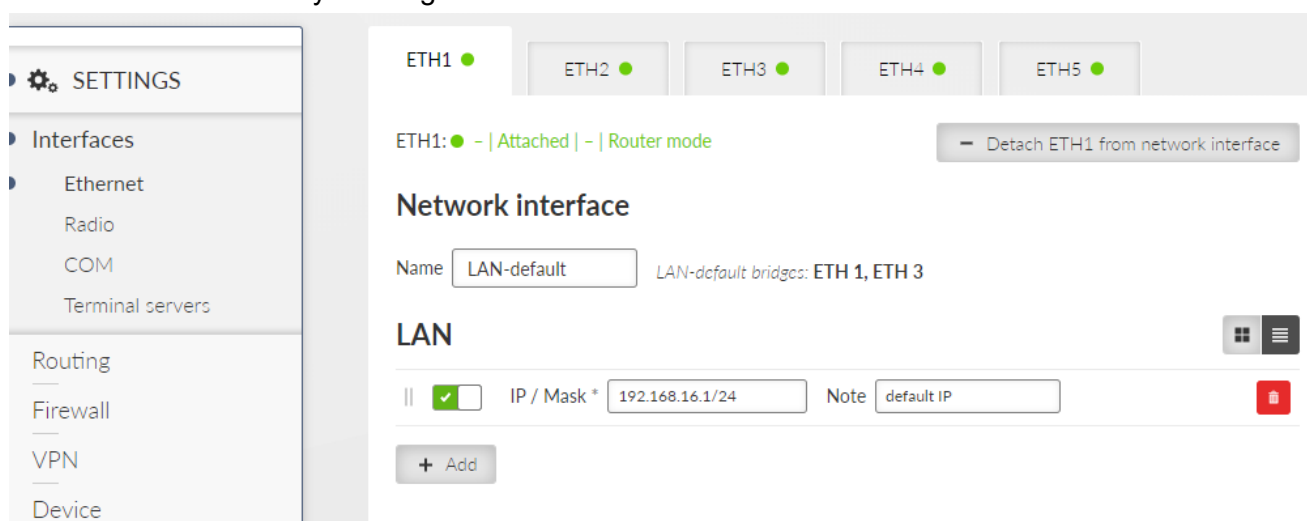 SETTINGS
Interfaces
Ethernet
Radio
COM
Terminal servers
Routing
Firewall
VPN
Device
ETH1
ETH2
ETH3
ETH4
ETH5
ETH1: – | Attached | – | Router mode
– Detach ETH1 from network interface
Network interface
Name LAN-default LAN-default bridges: ETH 1, ETH 3
LAN
IP / Mask * 192.168.16.1/24 Note default IP
+ Add